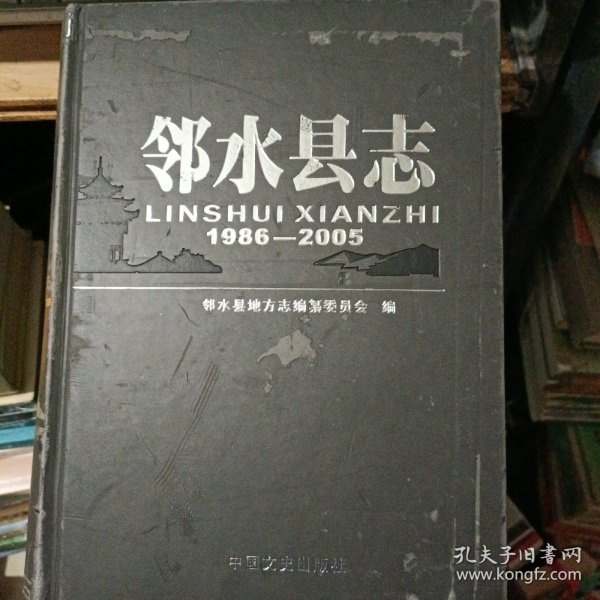 邻水县志
LINSHUI XIANZHI
1986—2005
邻水县地方志编纂委员会 编
中国文史出版社
孔夫子旧书网
www.kongfz.com